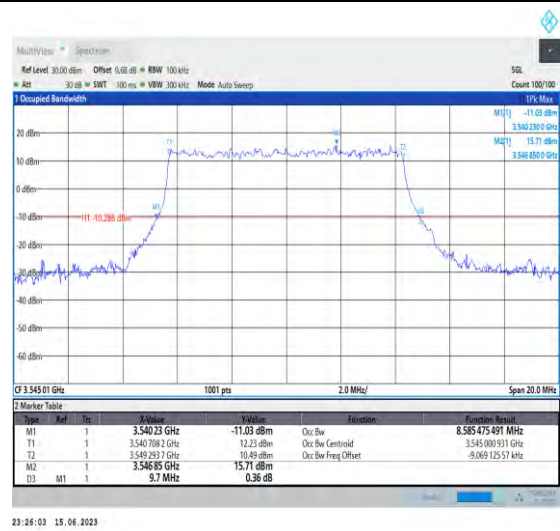 MultiView Spectrum
Ref Level 30.00 dBm Offset 9.68 dB RBW 100 kHz SGL
Att 30 dB SWT 100 ms VBW 300 kHz Mode Auto Sweep Count 100/100
1 Occupied Bandwidth 1Pk Max
M1[1] -11.03 dBm
3.540 230 0 GHz
M2[1] 15.71 dBm
3.546 850 0 GHz
20 dBm
10 dBm
0 dBm
-10 dBm
H1 -10.286 dBm
-20 dBm
-30 dBm
-40 dBm
-50 dBm
-60 dBm
T1
T2
M1
CF 3.545 01 GHz 1001 pts 2.0 MHz/ Span 20.0 MHz
2 Marker Table
Type Ref Trc X-Value Y-Value Function Function Result
M1 1 3.540 23 GHz -11.03 dBm Occ Bw 8.585 475 491 MHz
T1 1 3.540 708 2 GHz 12.23 dBm Occ Bw Centroid 3.545 000 931 GHz
T2 1 3.549 293 7 GHz 10.49 dBm Occ Bw Freq Offset -9.069 125 57 kHz
M2 1 3.546 85 GHz 15.71 dBm
D3 M1 1 9.7 MHz 0.36 dB
23:26:03 15.06.2023